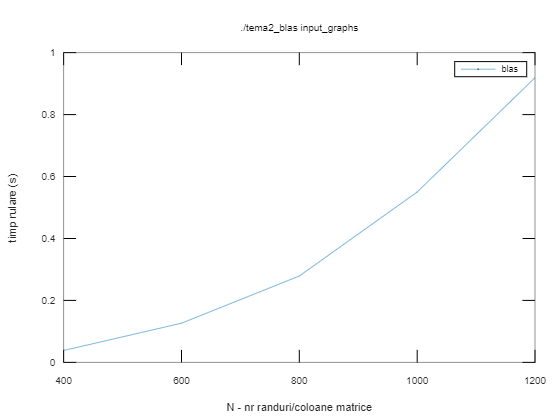 ./tema2_blas input_graphs
blas
1
0.8
0.6
0.4
0.2
0
timp rulare (s)
400 600 800 1000 1200
N - nr randuri/coloane matrice